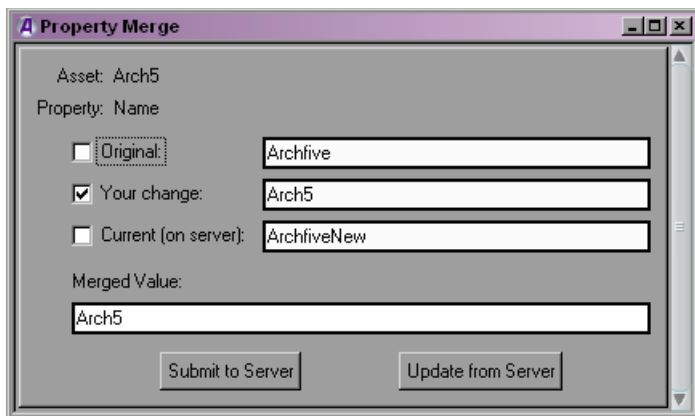 Property Merge
Asset: Arch5
Property: Name
Original: Archfive
Your change: Arch5
Current (on server): ArchfiveNew
Merged Value:
Arch5
Submit to Server Update from Server